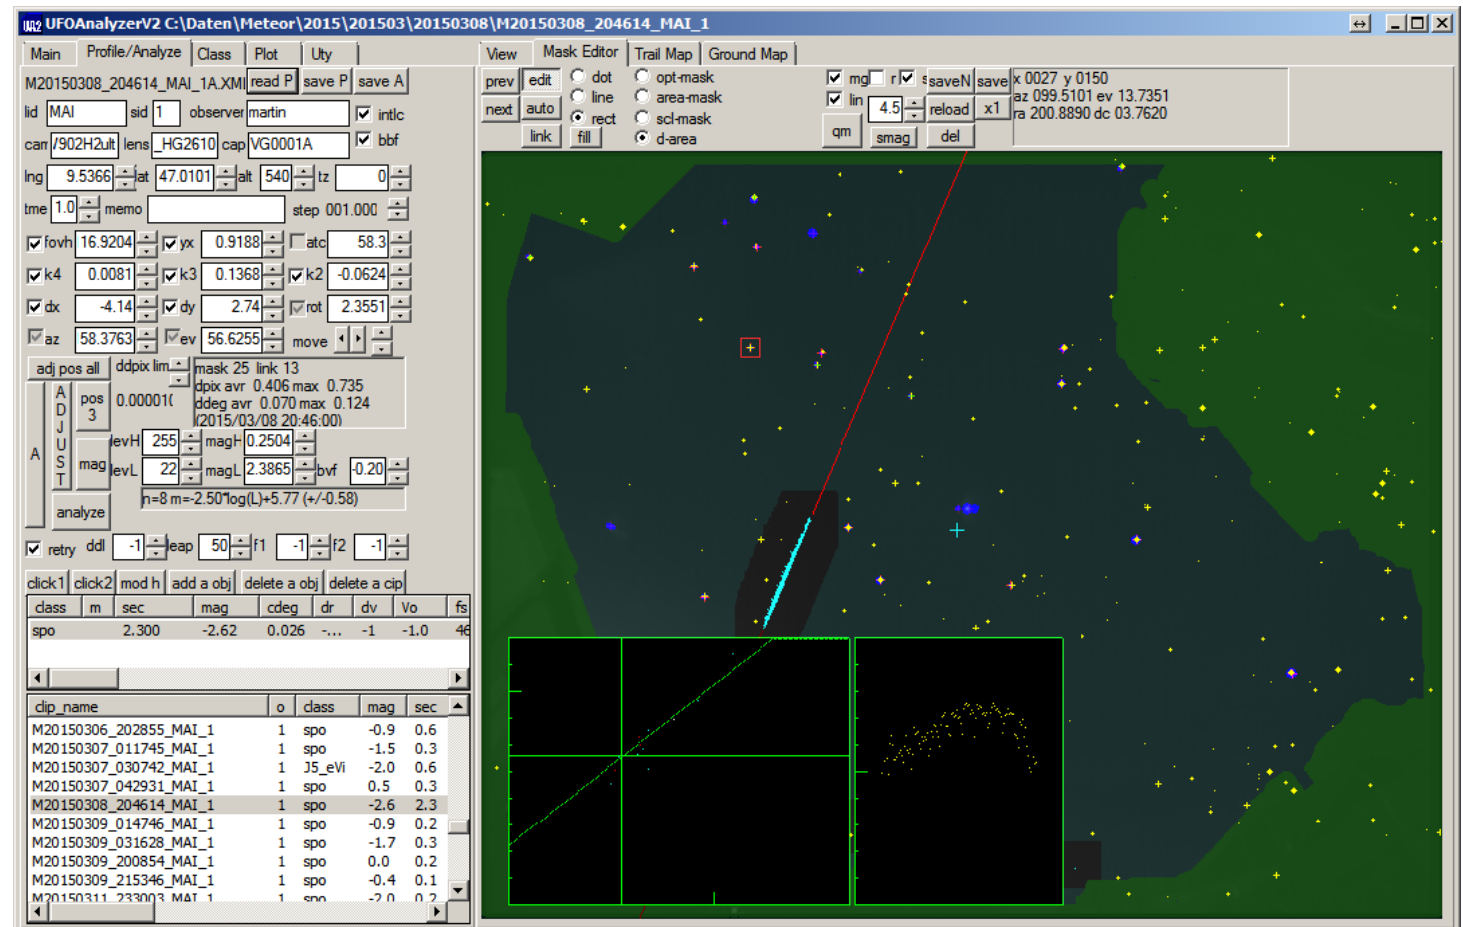 UFOAnalyzerV2 C:\Daten\Meteor\2015\201503\20150308\M20150308_204614_MAI_1
Main Profile/Analyze Class Plot Uty
M20150308_204614_MAI_1A.XML read P save P save A
lid MAI sid 1 observer martin intlc
cam /902H2ult lens _HG2610 cap VG0001A bbf
lng 9.5366 lat 47.0101 alt 540 tz 0
tme 1.0 memo step 001.000
fovh 16.9204 yx 0.9188 atc 58.3
k4 0.0081 k3 0.1368 k2 -0.0624
dx -4.14 dy 2.74 rot 2.3551
az 58.3763 ev 56.6255 move
adj pos all ddpix lim
0.00001(
mask 25 link 13
dpix avr 0.406 max 0.735
ddeg avr 0.070 max 0.124
(2015/03/08 20:46:00)
A ADJUST pos 3 mag
levH 255 magH 0.2504
levL 22 magL 2.3865 bvf -0.20
n=8 m=-2.50*log(L)+5.77 (+/-0.58)
analyze
retry ddl -1 leap 50 f1 -1 f2 -1
click1 click2 mod h add a obj delete a obj delete a cip
class m sec mag cdeg dr dv Vo fs
spo 2.300 -2.62 0.026 -... -1 -1.0 46
clip_name o class mag sec
M20150306_202855_MAI_1 1 spo -0.9 0.6
M20150307_011745_MAI_1 1 spo -1.5 0.3
M20150307_030742_MAI_1 1 J5_eVi -2.0 0.6
M20150307_042931_MAI_1 1 spo 0.5 0.3
M20150308_204614_MAI_1 1 spo -2.6 2.3
M20150309_014746_MAI_1 1 spo -0.9 0.2
M20150309_031628_MAI_1 1 spo -1.7 0.3
M20150309_200854_MAI_1 1 spo 0.0 0.2
M20150309_215346_MAI_1 1 spo -0.4 0.1
M20150311_233003_MAI_1 1 spo -2.0 0.2
View Mask Editor Trail Map Ground Map
prev edit dot opt-mask mg r s saveN save
next auto line area-mask lin 4.5 reload x1
rect scl-mask
link fill d-area qm smag del
x 0027 y 0150
az 099.5101 ev 13.7351
ra 200.8890 dc 03.7620